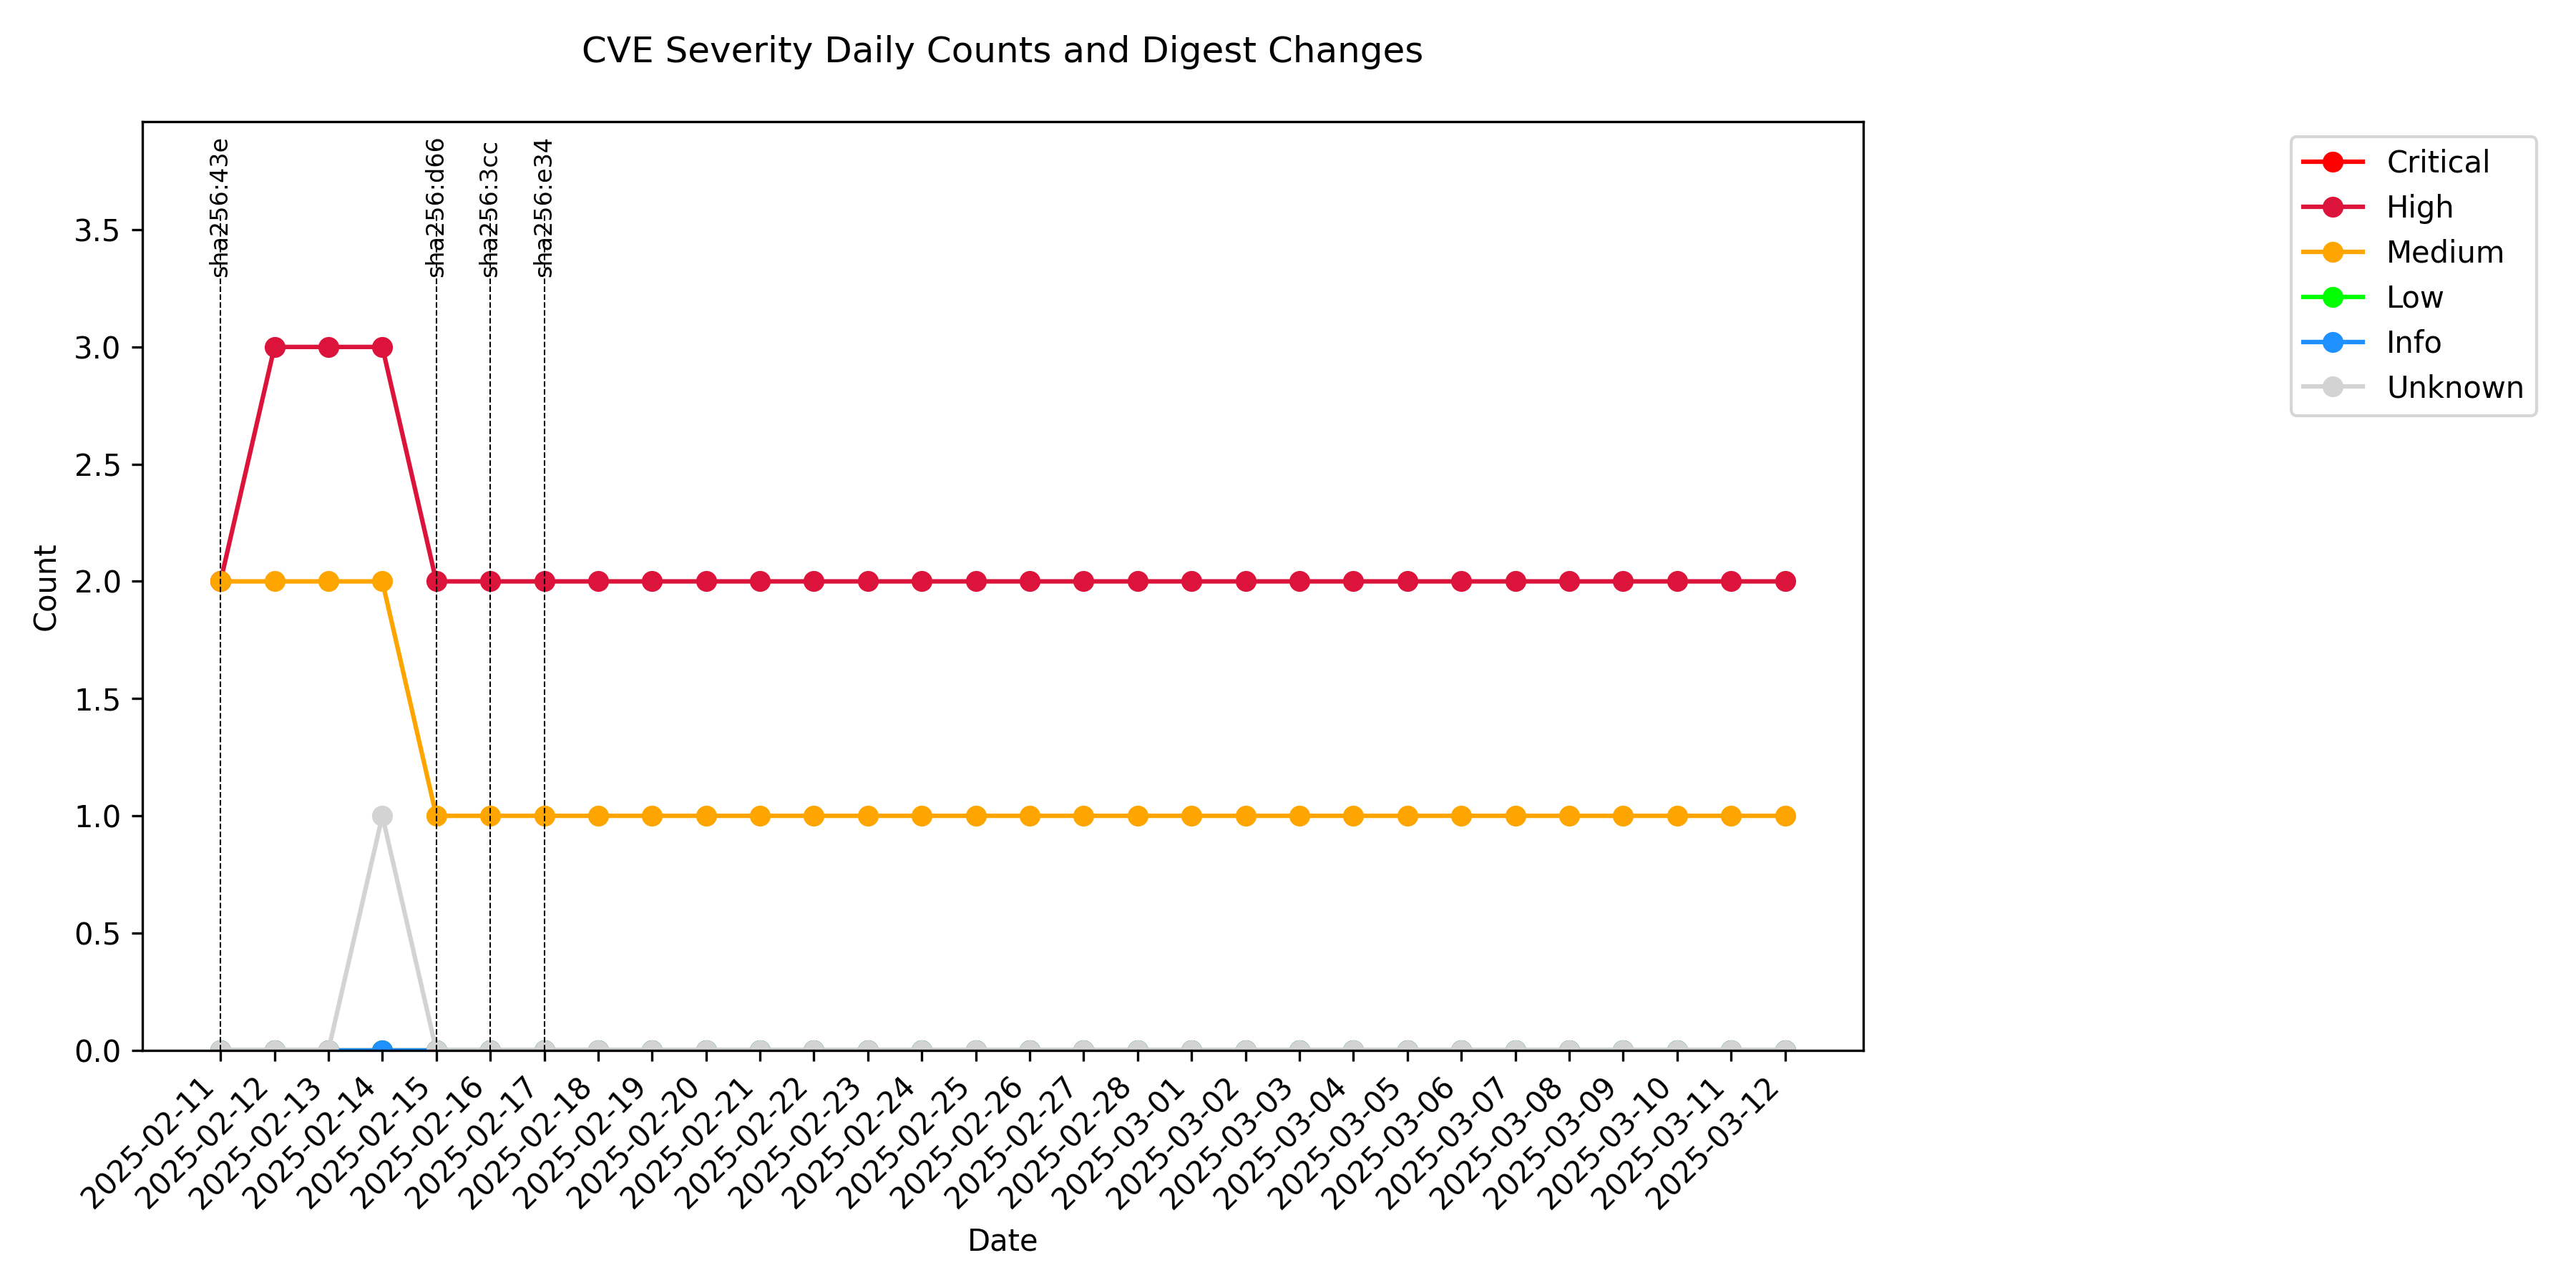 CVE Severity Daily Counts and Digest Changes
sha256:43e
sha256:d66
sha256:3cc
sha256:e34
Critical
High
Medium
Low
Info
Unknown
3.5
3.0
2.5
2.0
1.5
1.0
0.5
0.0
Count
2025-02-11
2025-02-12
2025-02-13
2025-02-14
2025-02-15
2025-02-16
2025-02-17
2025-02-18
2025-02-19
2025-02-20
2025-02-21
2025-02-22
2025-02-23
2025-02-24
2025-02-25
2025-02-26
2025-02-27
2025-02-28
2025-03-01
2025-03-02
2025-03-03
2025-03-04
2025-03-05
2025-03-06
2025-03-07
2025-03-08
2025-03-09
2025-03-10
2025-03-11
2025-03-12
Date